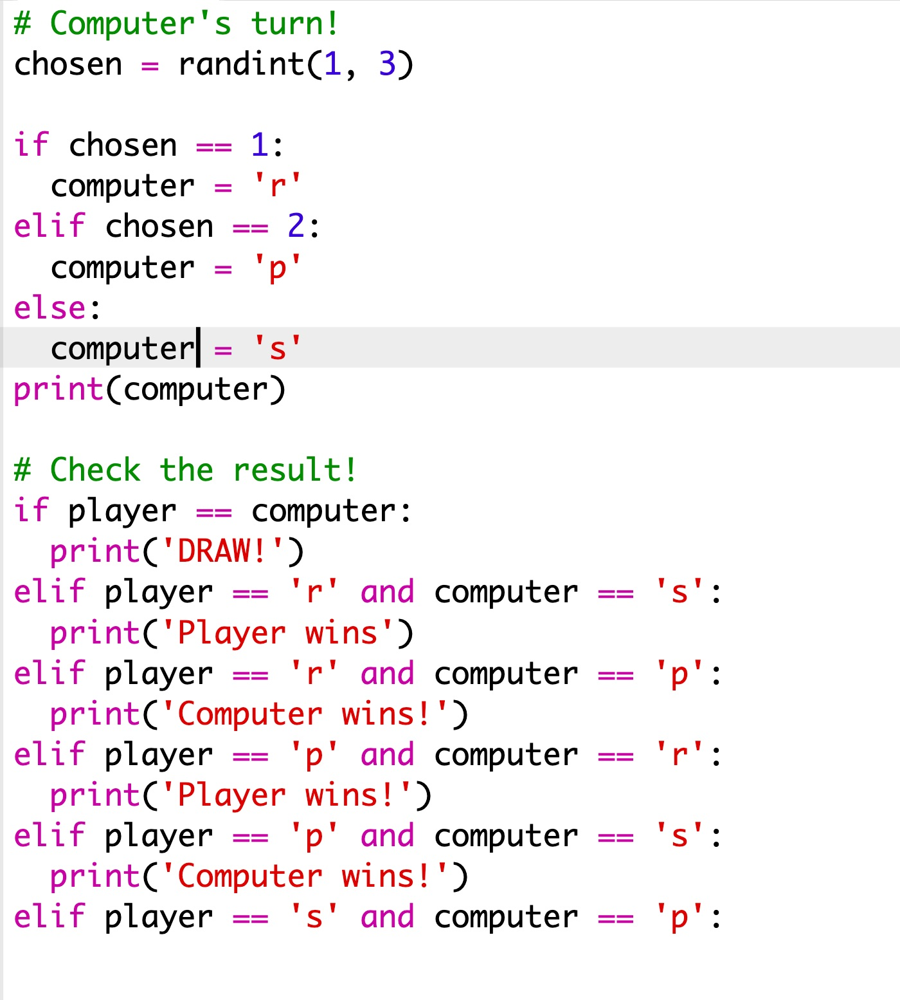 # Computer's turn!
chosen = randint(1, 3)

if chosen == 1:
  computer = 'r'
elif chosen == 2:
  computer = 'p'
else:
  computer = 's'
print(computer)

# Check the result!
if player == computer:
  print('DRAW!')
elif player == 'r' and computer == 's':
  print('Player wins')
elif player == 'r' and computer == 'p':
  print('Computer wins!')
elif player == 'p' and computer == 'r':
  print('Player wins!')
elif player == 'p' and computer == 's':
  print('Computer wins!')
elif player == 's' and computer == 'p':